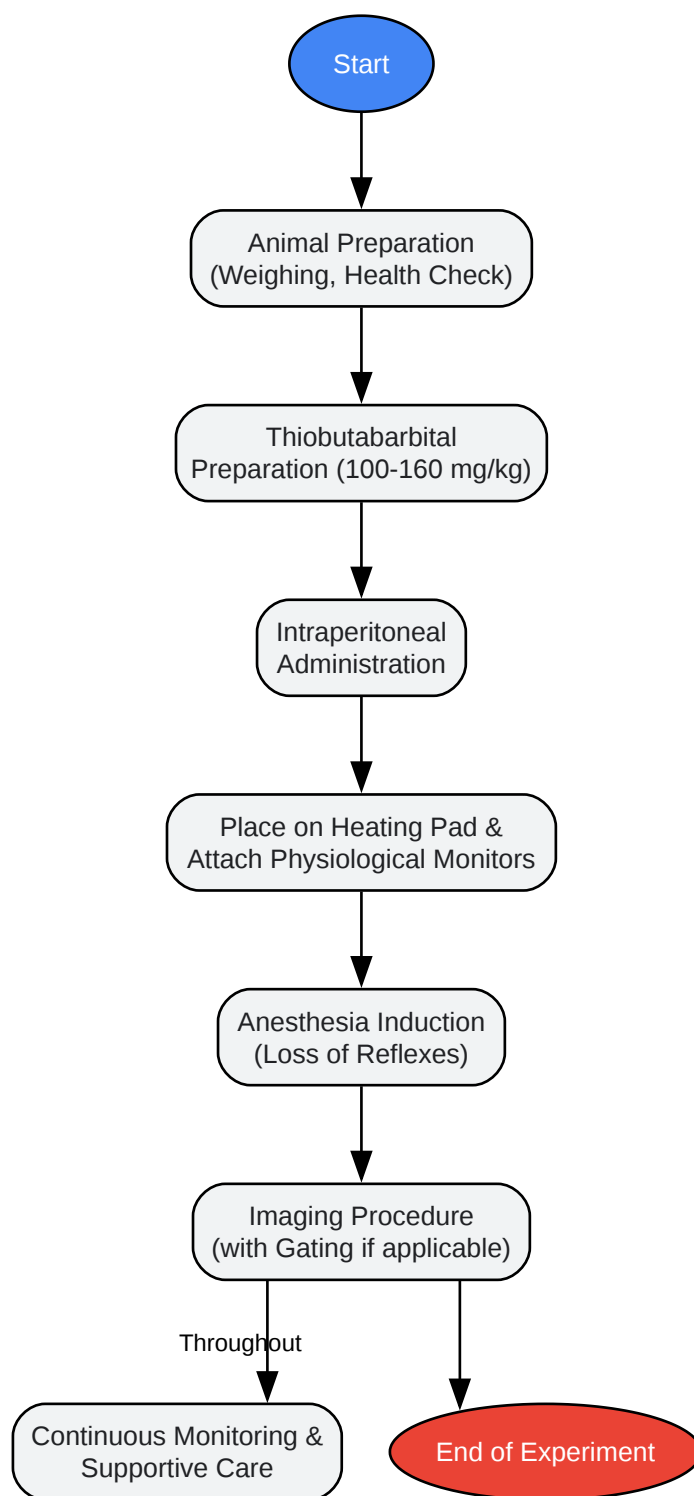 Start
Animal Preparation
(Weighing, Health Check)
Thiobutabarbital
Preparation (100-160 mg/kg)
Intraperitoneal
Administration
Place on Heating Pad &
Attach Physiological Monitors
Anesthesia Induction
(Loss of Reflexes)
Imaging Procedure
(with Gating if applicable)
Throughout
Continuous Monitoring &
Supportive Care
End of Experiment